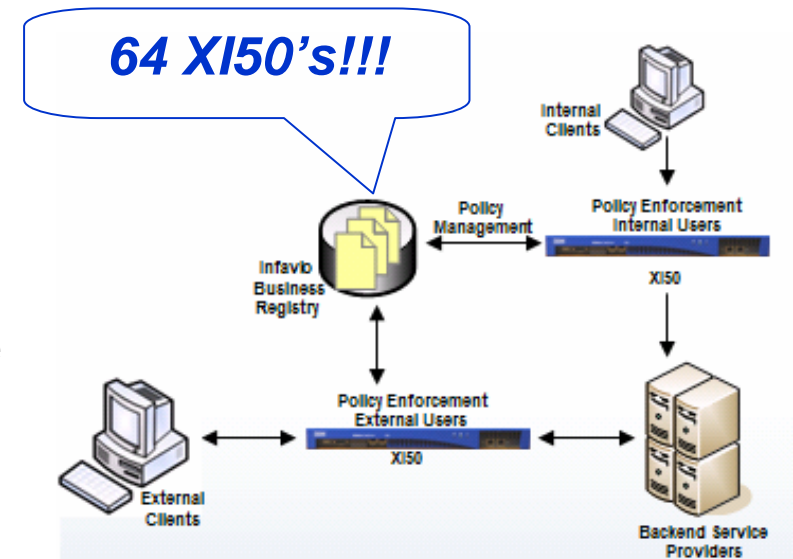 64 XI50's!!!
Internal
Clients
Policy
Management
Policy Enforcement
Internal Users
XI50
Infavio
Business
Registry
Policy Enforcement
External Users
XI50
External
Clients
Backend Service
Providers